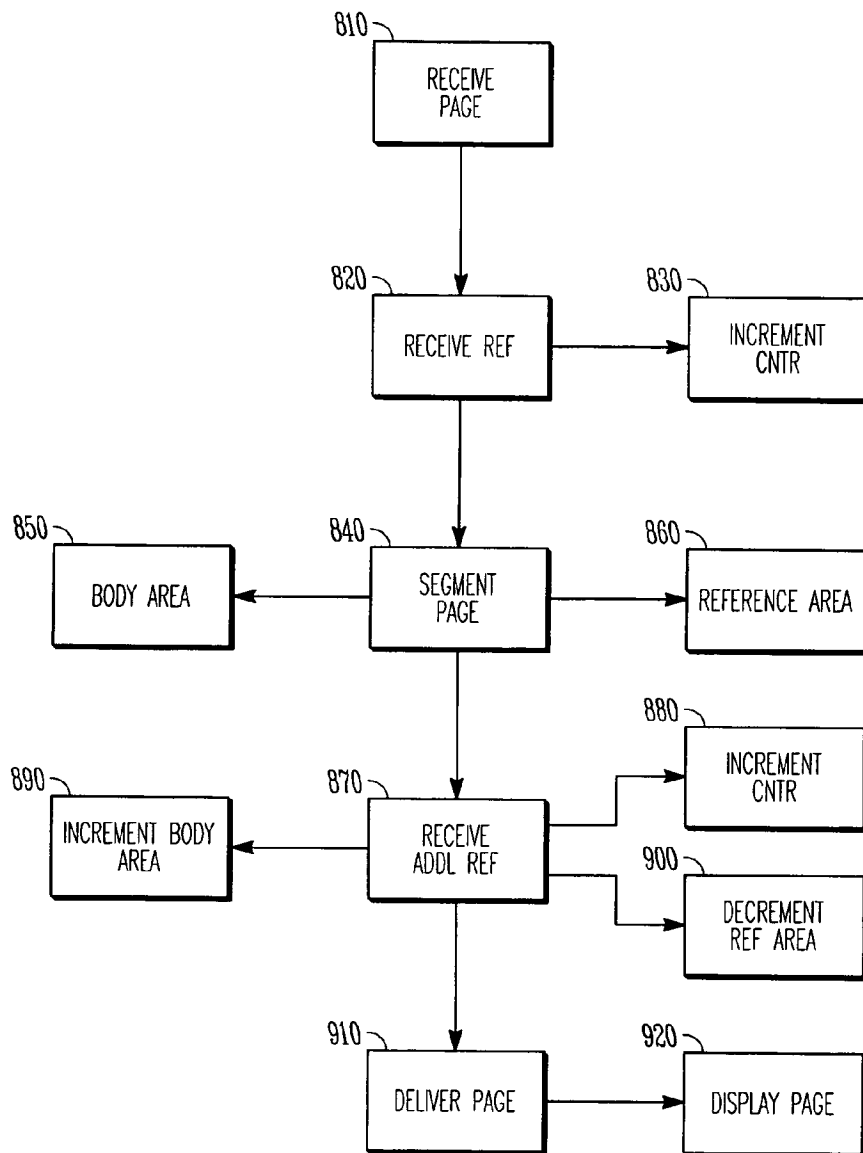 810
RECEIVE
PAGE
820
RECEIVE REF
830
INCREMENT
CNTR
850
BODY AREA
840
SEGMENT
PAGE
860
REFERENCE AREA
880
INCREMENT
CNTR
890
INCREMENT BODY
AREA
870
RECEIVE
ADDL REF
900
DECREMENT
REF AREA
910
DELIVER PAGE
920
DISPLAY PAGE